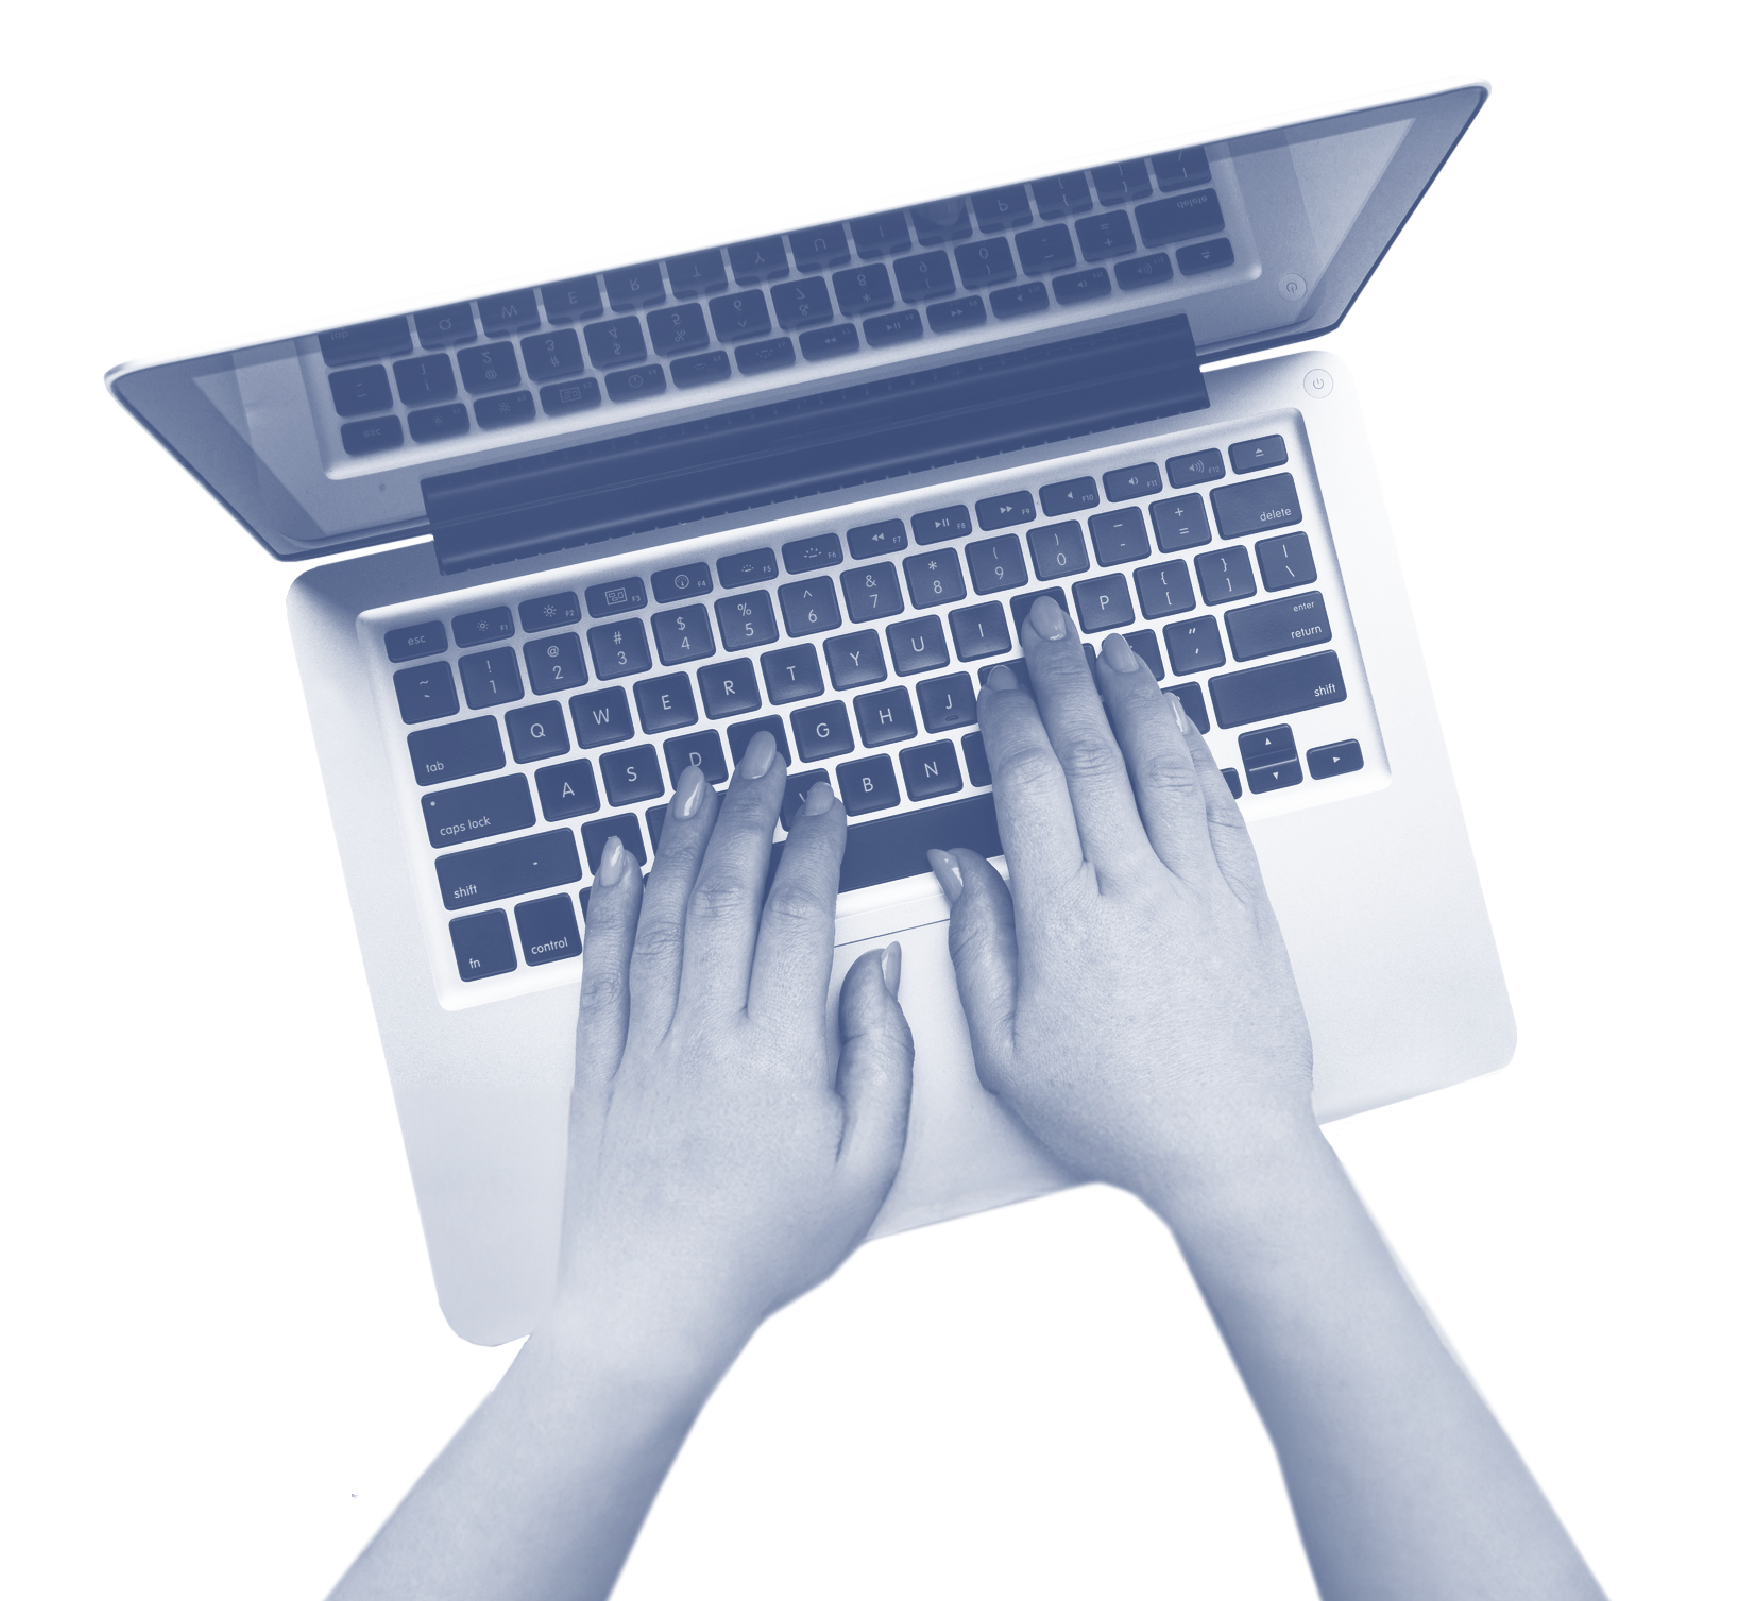 esc F1 F2 F3 F4 F5 F6 F7 F8 F9 F10 F11 F12
~ ` ! 1 @ 2 # 3 $ 4 % 5 ^ 6 & 7 * 8 ( 9 ) 0 _ - + = delete
tab Q W E R T Y U I P { [ } ] | \
caps lock A S D G H J " ' enter return
shift V B N shift
fn control